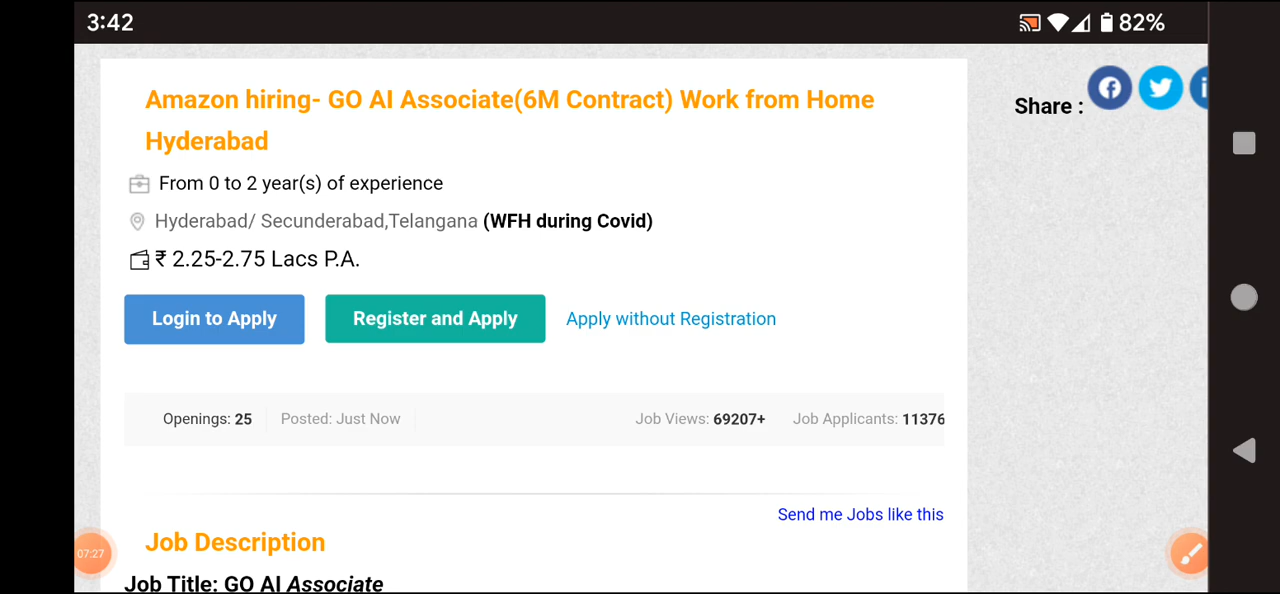 3:42
82%
Amazon hiring- GO AI Associate(6M Contract) Work from Home
Hyderabad
From 0 to 2 year(s) of experience
Hyderabad/ Secunderabad,Telangana (WFH during Covid)
₹ 2.25-2.75 Lacs P.A.
Share :
Login to Apply
Register and Apply
Apply without Registration
Openings: 25
Posted: Just Now
Job Views: 69207+
Job Applicants: 11376
Send me Jobs like this
Job Description
07:27
Job Title: GO AI Associate